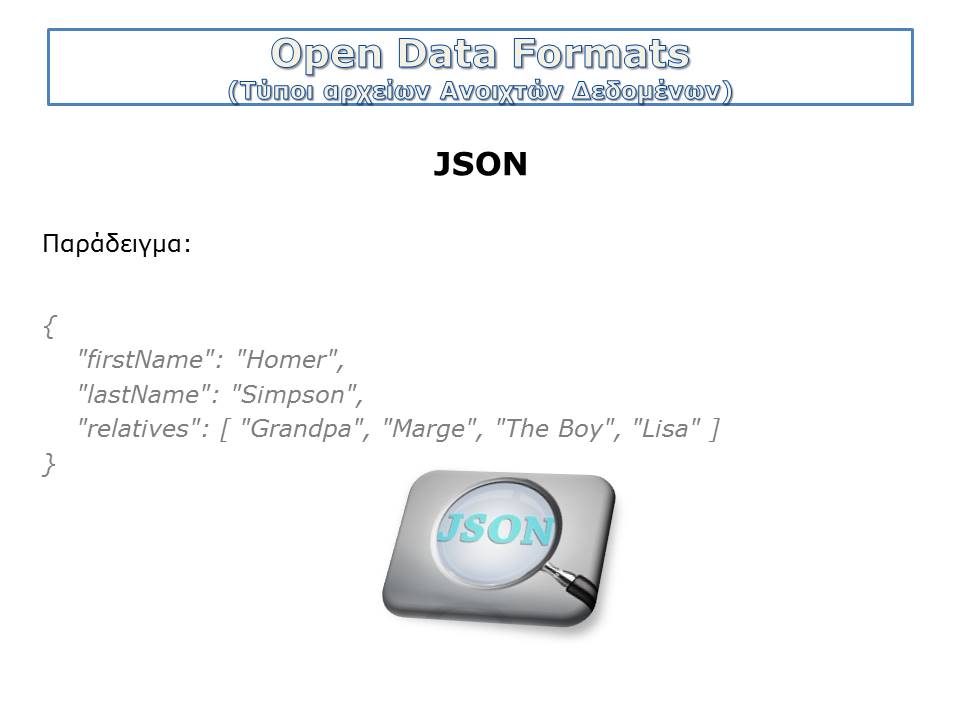 Open Data Formats
(Τύποι αρχείων Ανοιχτών Δεδομένων)
JSON
Παράδειγμα:
{
"firstName": "Homer",
"lastName": "Simpson",
"relatives": [ "Grandpa", "Marge", "The Boy", "Lisa" ]
}
JSON